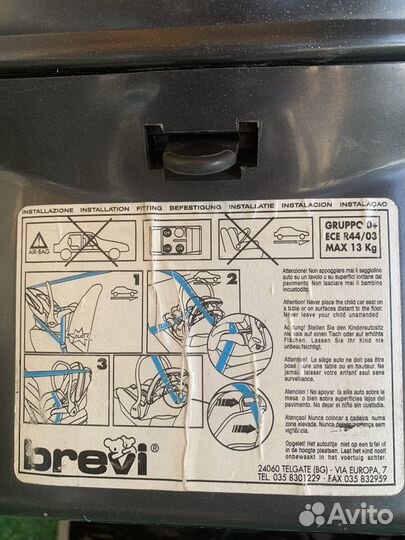 INSTALLAZIONE INSTALLATION FITTING BEFESTIGUNG INSTALLATIE INSTALACION INSTALAÇAO
AIR-BAG
GRUPPO 0+
ECE R44/03
MAX 13 Kg
1
2
3
CLICK!
Attenzione! Non appoggiare mai il seggiolino
auto su un tavolo o su superfici lontane dal
pavimento. Non lasciare mai il bambino
incustodito!
Attention! Never place the child car seat on
a table or on surfaces distant to the floor.
Never leave your child unattended!
Achtung! Stellen Sie den Kinderautositz
nie auf einen Tisch oder auf erhöhte
Flächen. Lassen Sie Ihr Kind nie
unbeaufsichtigt.
Attention! Le siège auto ne doit pas être
posé sur une table ou en hauteur. Ne
jamais laisser votre enfant sans
surveillance.
Atención! No apoyar la silla auto sobre la
mesa o bien sobre superficies lejos del
pavimento. No dejar el niño sin custodia.
Atenção! Nunca colocar a cadeira numa
zona elevada. Nunca deixar
vigilância!
Opgelet! Het autozitje niet op een tafel of
in de hoogte plaatsen. Laat het kind nooit
onbewaakt in het voertuig achter.
brevi®
24060 TELGATE (BG) - VIA EUROPA, 7
TEL. 035 8301229 - FAX 035 832959
Avito